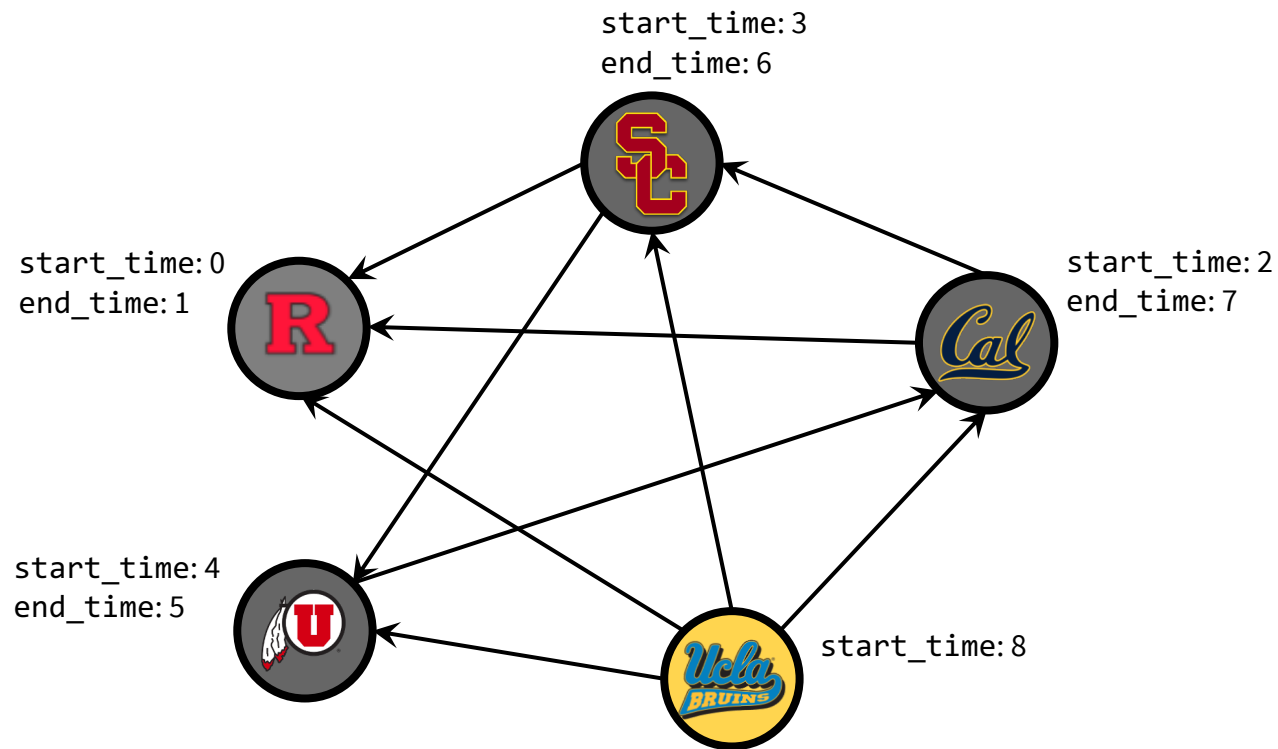 start_time: 3
end_time: 6
SC
start_time: 0
end_time: 1
R
start_time: 2
end_time: 7
Cal
start_time: 4
end_time: 5
U
Ucla
BRUINS
start_time: 8